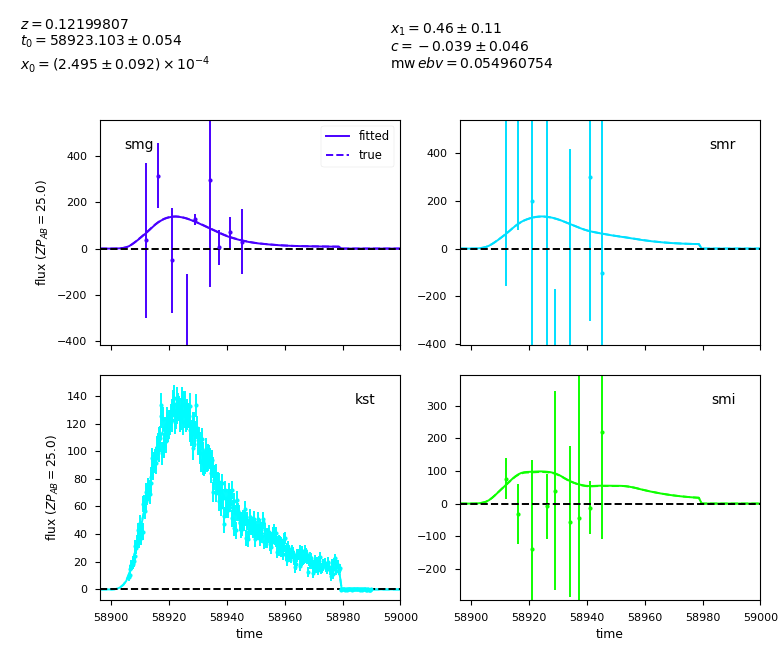 z = 0.12199807
t₀ = 58923.103 ± 0.054
x₀ = (2.495 ± 0.092) × 10⁻⁴
x₁ = 0.46 ± 0.11
c = −0.039 ± 0.046
mw ebv = 0.054960754
smg
fitted
true
400
200
0
−200
−400
flux (ZP_AB = 25.0)
smr
400
200
0
−200
−400
kst
140
120
100
80
60
40
20
0
flux (ZP_AB = 25.0)
58900 58920 58940 58960 58980 59000
time
smi
300
200
100
0
−100
−200
58900 58920 58940 58960 58980 59000
time